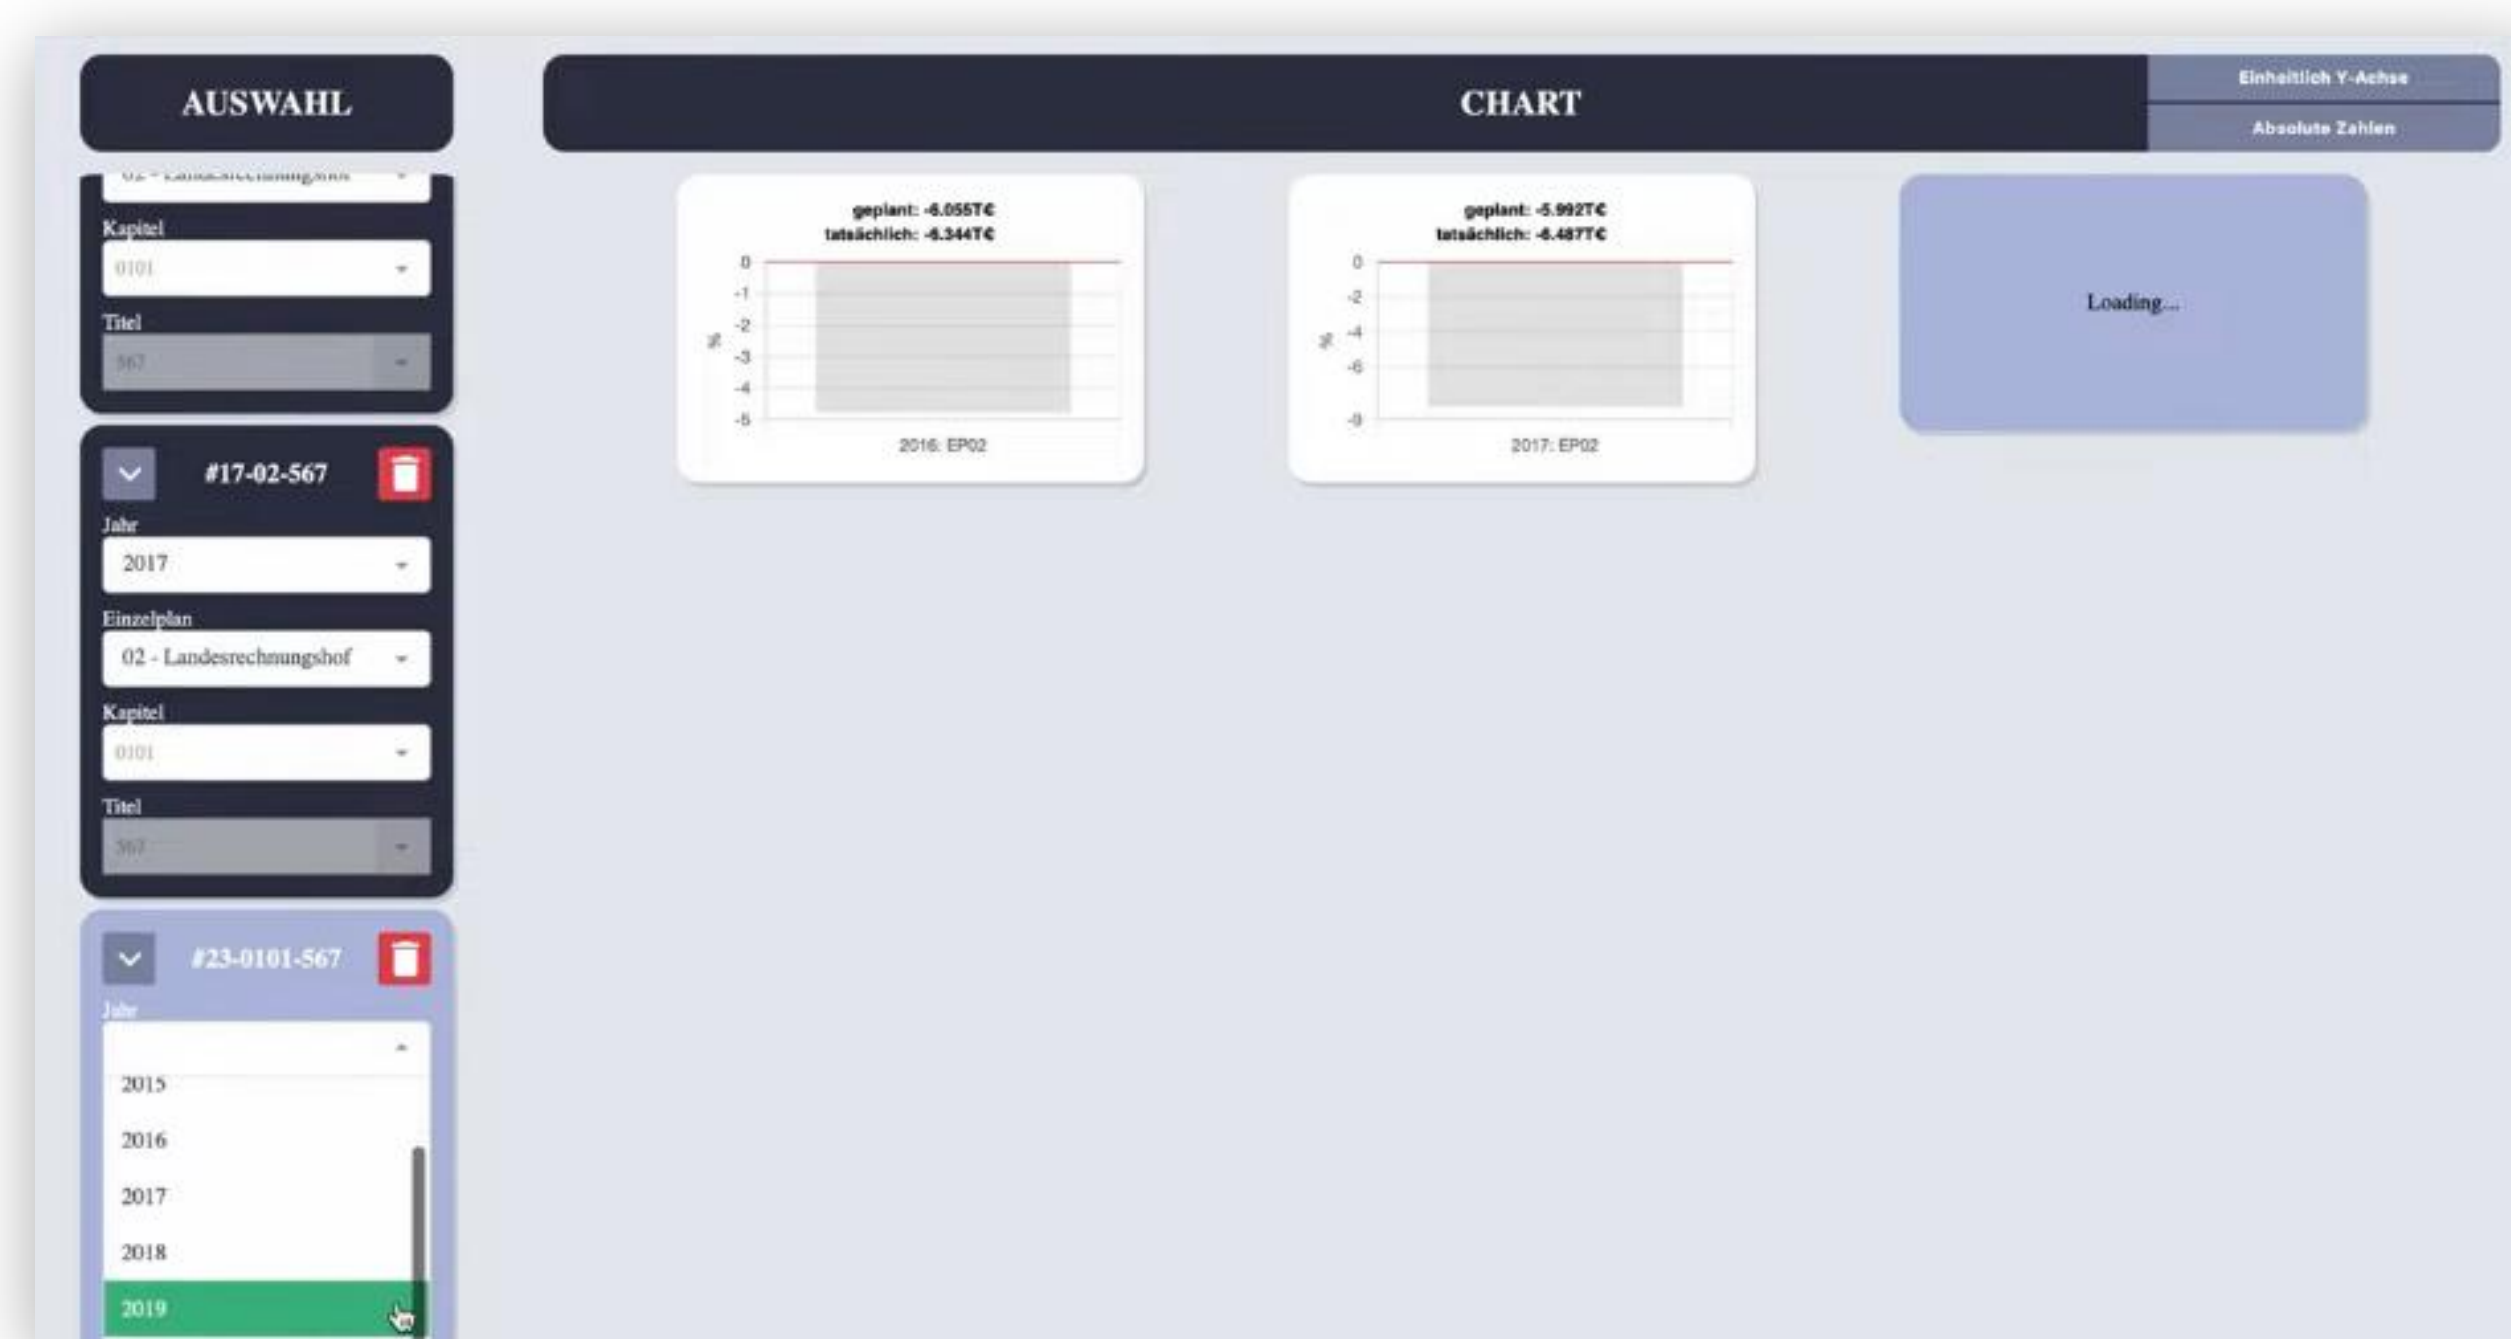 AUSWAHL
02 - Landesrechnungshof
Kapitel
0101
Titel
567
#17-02-567
Jahr
2017
Einzelplan
02 - Landesrechnungshof
Kapitel
0101
Titel
567
#23-0101-567
Jahr
2015
2016
2017
2018
2019
CHART
Einheitlich Y-Achse
Absolute Zahlen
geplant: -6.055T€
tatsächlich: -6.344T€
0
-1
-2
-3
-4
-5
%
2016: EP02
geplant: -5.992T€
tatsächlich: -6.487T€
0
-2
-4
-6
-9
%
2017: EP02
Loading...